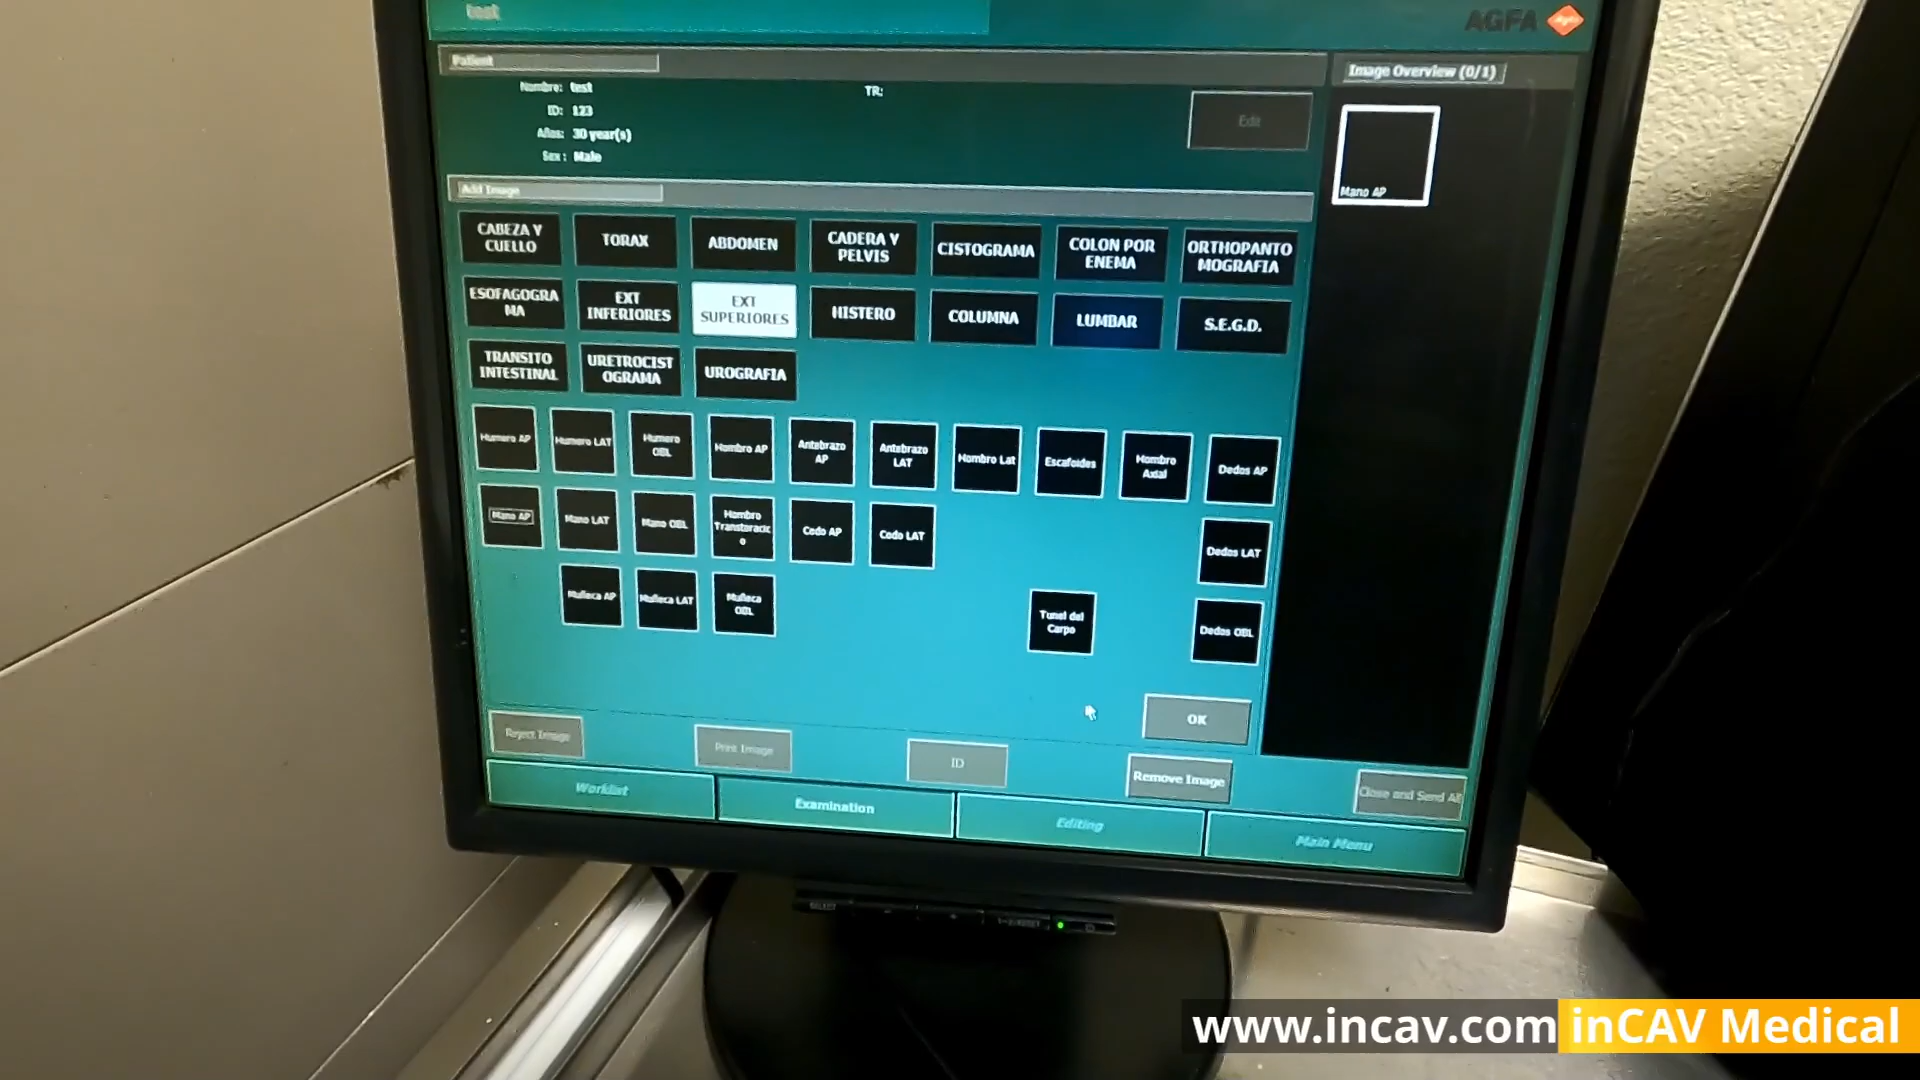 test
AGFA
Patient
Nombre: test
TR:
ID: 123
Edit
Años: 30 year(s)
Sex: Male
Image Overview (0/1)
Mano AP
Add Image
CABEZA Y
CUELLO
TORAX
ABDOMEN
CADERA Y
PELVIS
CISTOGRAMA
COLON POR
ENEMA
ORTHOPANTO
MOGRAFIA
ESOFAGOGRA
MA
EXT
INFERIORES
EXT
SUPERIORES
HISTERO
COLUMNA
LUMBAR
S.E.G.D.
TRANSITO
INTESTINAL
URETROCIST
OGRAMA
UROGRAFIA
Humero AP
Humero LAT
Humero
OBL
Hombro AP
Antebrazo
AP
Antebrazo
LAT
Hombro Lat
Escafoides
Hombro
Axial
Dedos AP
Mano AP
Mano LAT
Mano OBL
Hombro
Transtoracic
o
Codo AP
Codo LAT
Dedos LAT
Muñeca AP
Muñeca LAT
Muñeca
OBL
Tunel del
Carpo
Dedos OBL
OK
Reject Image
Print Image
ID
Remove Image
Close and Send All
Worklist
Examination
Editing
Main Menu
SELECT
www.incav.com inCAV Medical